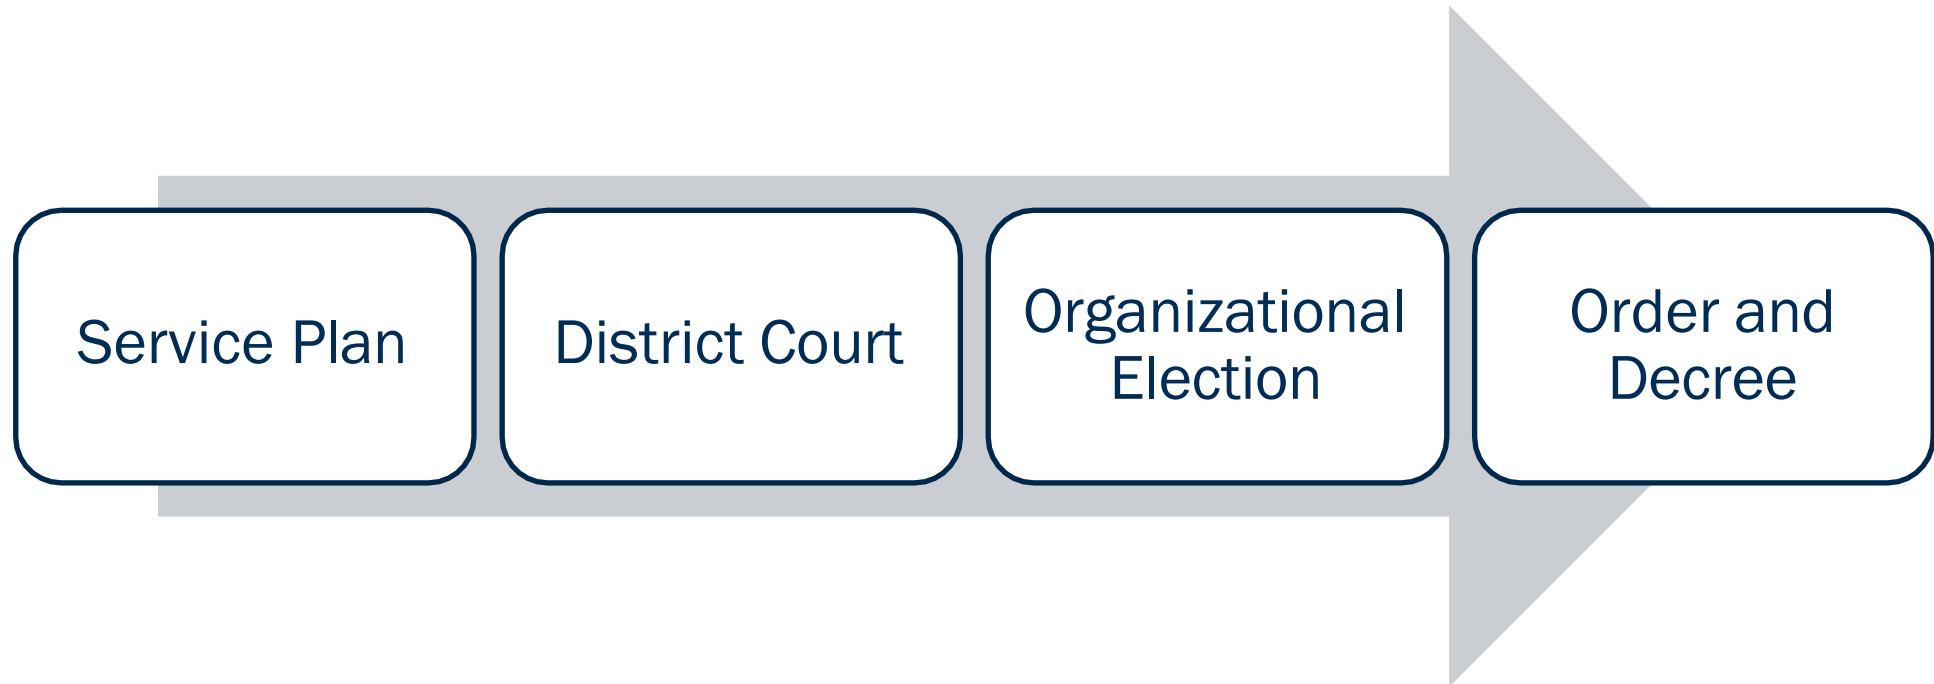 Service Plan
District Court
Organizational
Election
Order and
Decree